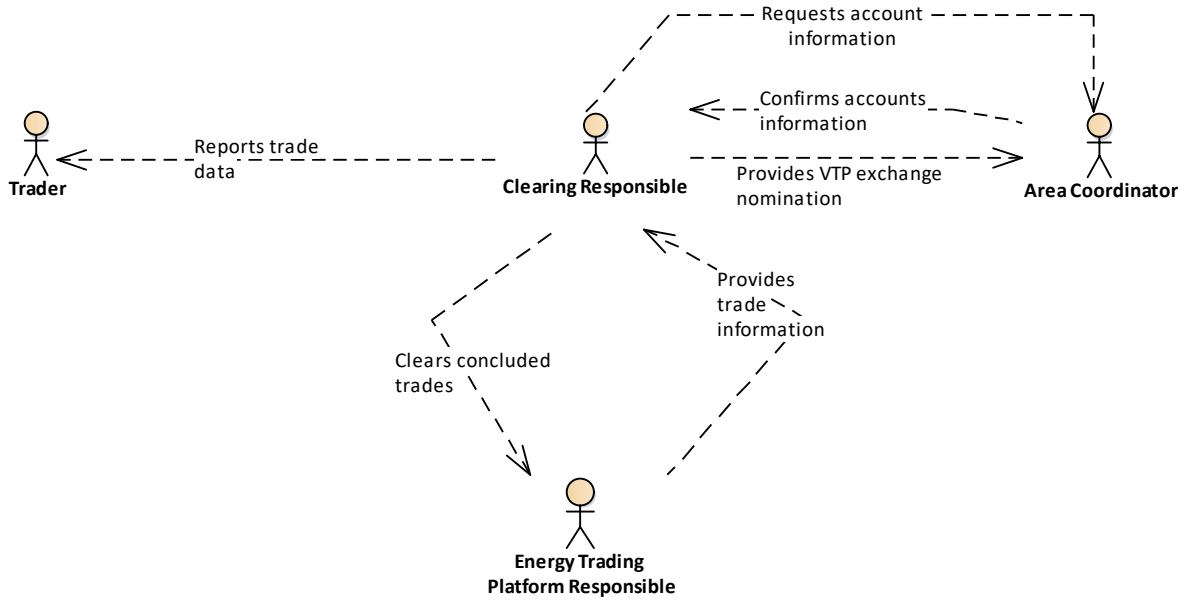 Requests account
information
Confirms accounts
information
Reports trade
data
Provides VTP exchange
nomination
Trader
Clearing Responsible
Area Coordinator
Provides
trade
information
Clears concluded
trades
Energy Trading
Platform Responsible